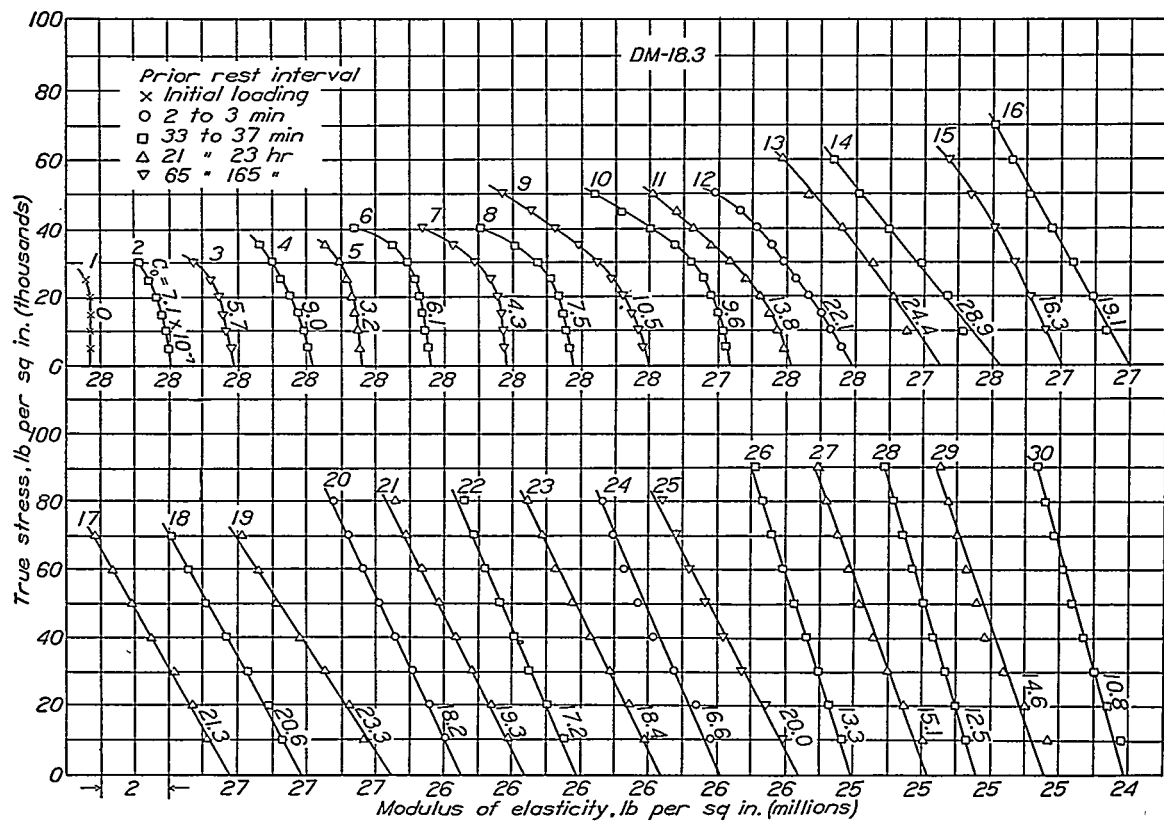 DM-18.3
Prior rest interval
× Initial loading
○ 2 to 3 min
□ 33 to 37 min
△ 21 " 23 hr
▽ 65 " 165 "
100
80
60
40
20
0
1 2 3 4 5 6 7 8 9 10 11 12 13 14 15 16
0 C₀=7.1×10⁻⁷ 5.7 9.0 3.2 6.1 4.3 7.5 10.5 9.6 13.8 22.1 24.4 28.9 16.3 19.1
28 28 28 28 28 28 28 28 28 27 28 28 27 28 27 27
True stress, lb per sq in. (thousands)
100
80
60
40
20
0
17 18 19 20 21 22 23 24 25 26 27 28 29 30
21.3 20.6 23.3 18.2 19.3 17.2 18.4 16.6 20.0 13.3 15.1 12.5 14.6 10.8
2 27 27 27 26 26 26 26 26 26 25 25 25 24 24
Modulus of elasticity, lb per sq in. (millions)